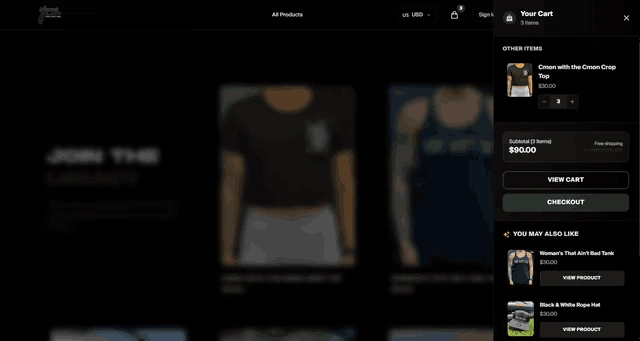 All Products
US USD
3
Sign I
Your Cart
3 items
OTHER ITEMS
Cmon with the Cmon Crop
Top
$30.00
− 3 +
Subtotal (3 items)
Free shipping
$90.00
VIEW CART
CHECKOUT
YOU MAY ALSO LIKE
Woman's That Ain't Bad Tank
$30.00
VIEW PRODUCT
Black & White Rope Hat
$30.00
VIEW PRODUCT
JOIN THE